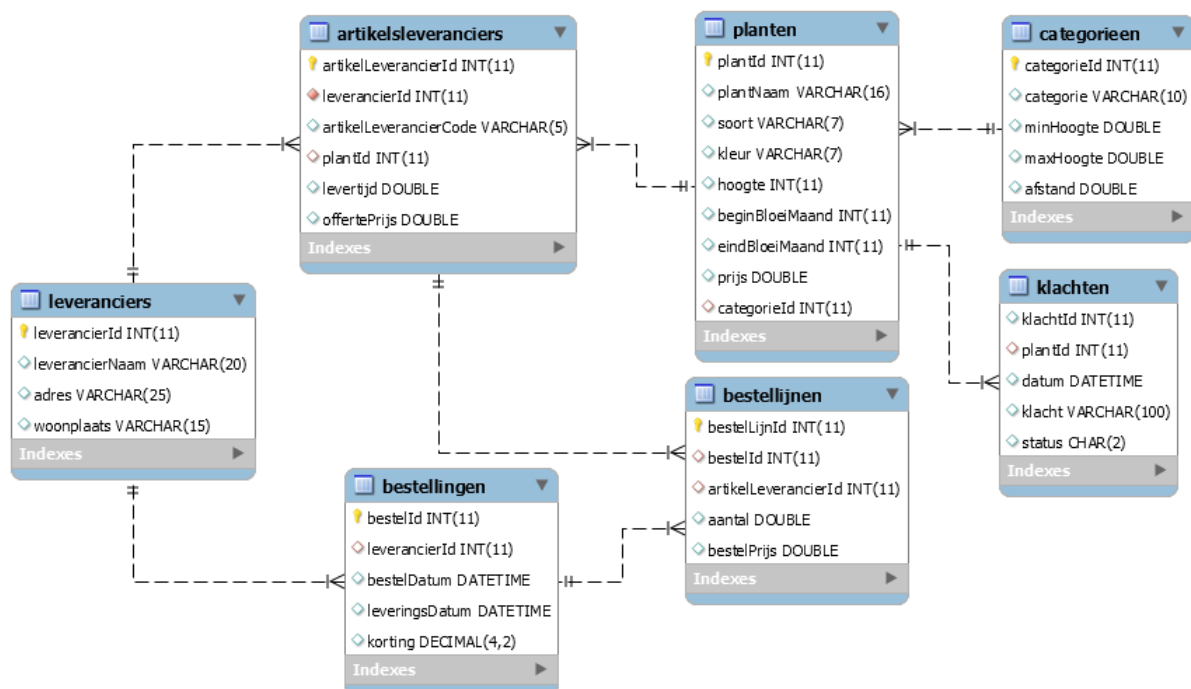 artikelsleveranciers
artikelLeverancierId INT(11)
leverancierId INT(11)
artikelLeverancierCode VARCHAR(5)
plantId INT(11)
levertijd DOUBLE
offertePrijs DOUBLE
Indexes
planten
plantId INT(11)
plantNaam VARCHAR(16)
soort VARCHAR(7)
kleur VARCHAR(7)
hoogte INT(11)
beginBloeiMaand INT(11)
eindBloeiMaand INT(11)
prijs DOUBLE
categorieId INT(11)
Indexes
categorieen
categorieId INT(11)
categorie VARCHAR(10)
minHoogte DOUBLE
maxHoogte DOUBLE
afstand DOUBLE
Indexes
leveranciers
leverancierId INT(11)
leverancierNaam VARCHAR(20)
adres VARCHAR(25)
woonplaats VARCHAR(15)
Indexes
klachten
klachtId INT(11)
plantId INT(11)
datum DATETIME
klacht VARCHAR(100)
status CHAR(2)
Indexes
bestellingen
bestelId INT(11)
leverancierId INT(11)
bestelDatum DATETIME
leveringsDatum DATETIME
korting DECIMAL(4,2)
Indexes
bestellijnen
bestelLijnId INT(11)
bestelId INT(11)
artikelLeverancierId INT(11)
aantal DOUBLE
bestelPrijs DOUBLE
Indexes